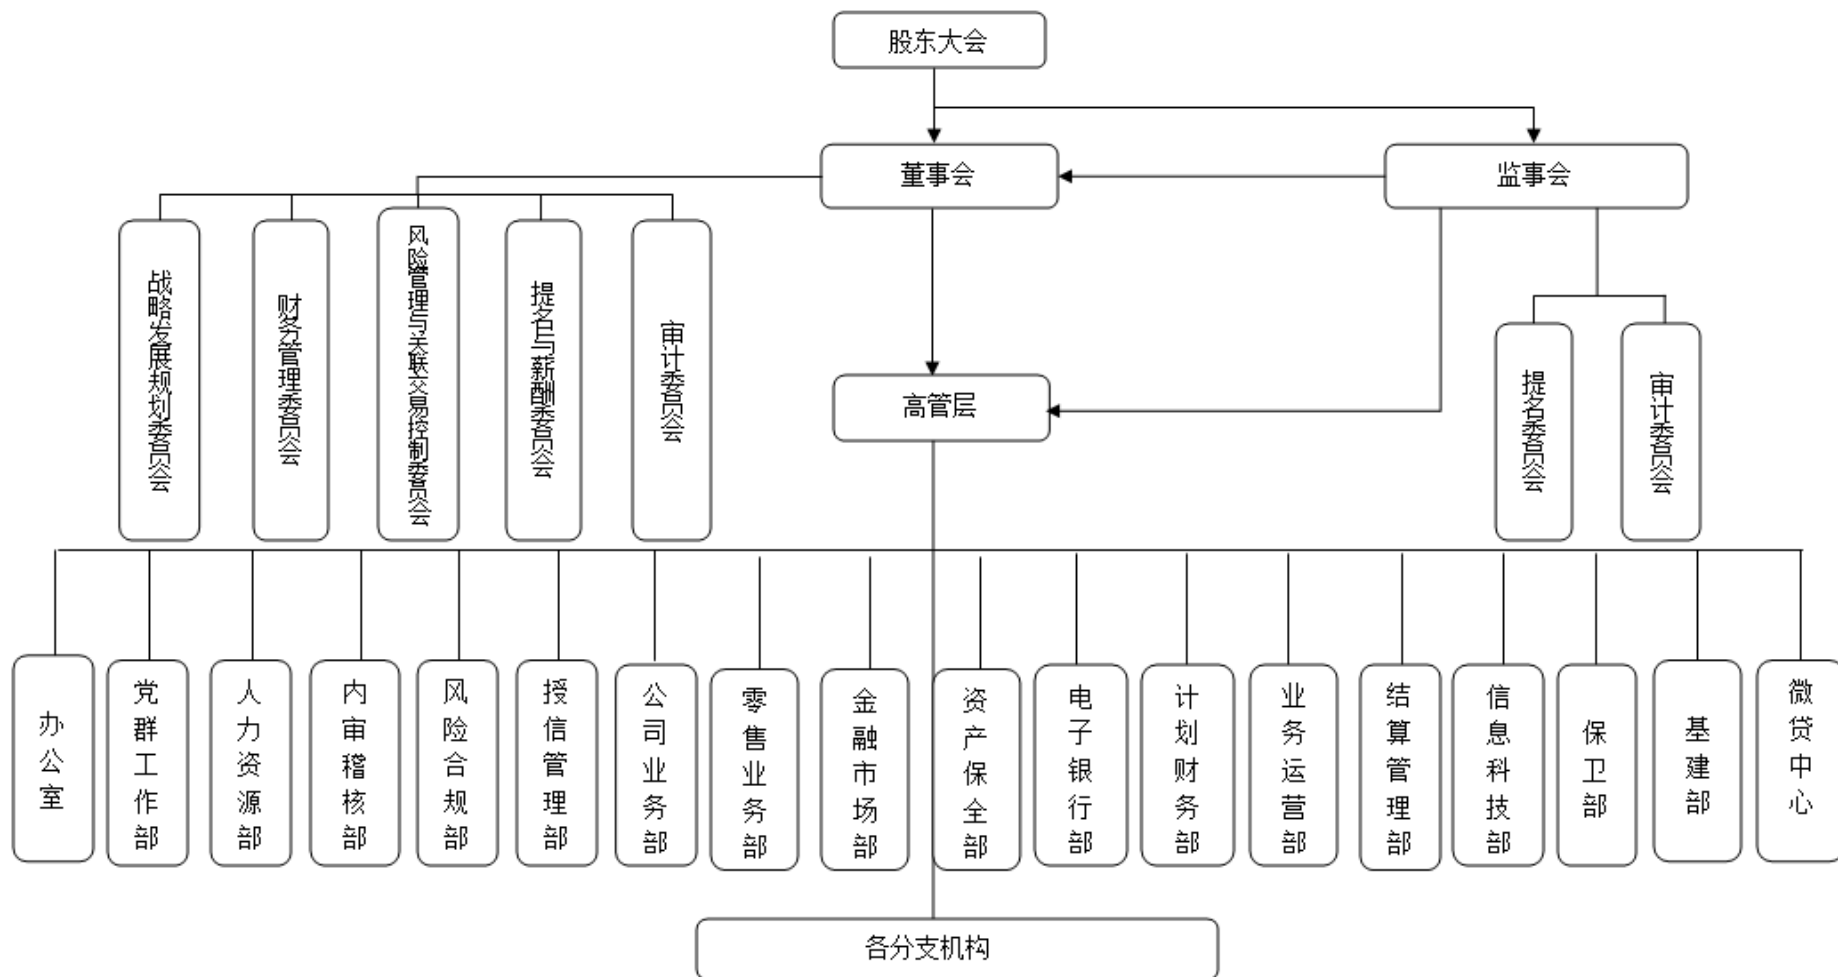 股东大会
董事会
监事会
战略发展规划委员会
财务管理委员会
风险管理与关联交易控制委员会
提名与薪酬委员会
审计委员会
提名委员会
审计委员会
高管层
办公室
党群工作部
人力资源部
内审稽核部
风险合规部
授信管理部
公司业务部
零售业务部
金融市场部
资产保全部
电子银行部
计划财务部
业务运营部
结算管理部
信息科技部
保卫部
基建部
微贷中心
各分支机构